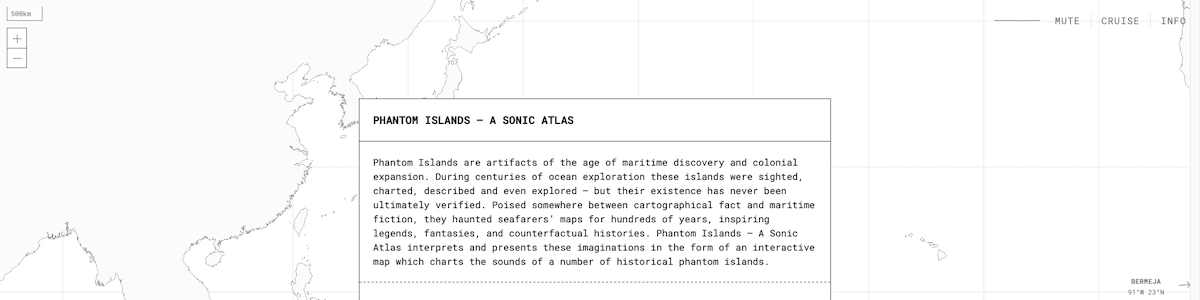 500km
+
−
MUTE CRUISE INFO
PHANTOM ISLANDS — A SONIC ATLAS
Phantom Islands are artifacts of the age of maritime discovery and colonial
expansion. During centuries of ocean exploration these islands were sighted,
charted, described and even explored – but their existence has never been
ultimately verified. Poised somewhere between cartographical fact and maritime
fiction, they haunted seafarers’ maps for hundreds of years, inspiring
legends, fantasies, and counterfactual histories. Phantom Islands – A Sonic
Atlas interprets and presents these imaginations in the form of an interactive
map which charts the sounds of a number of historical phantom islands.
BERMEJA
91°W 23°N